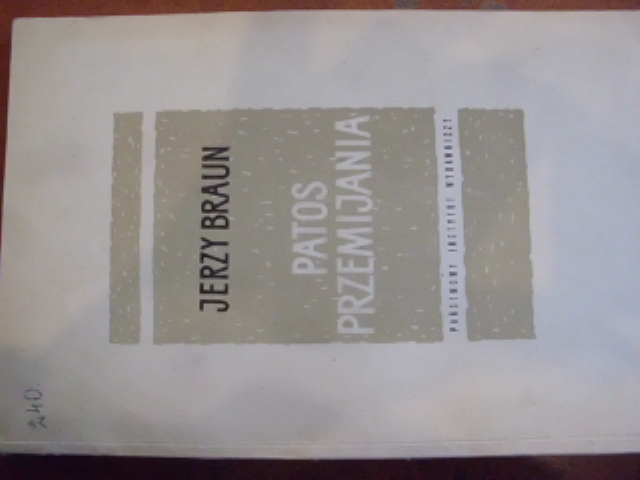 JERZY BRAUN
PATOS
PRZEMIJANIA
PAŃSTWOWY INSTYTUT WYDAWNICZY
240.